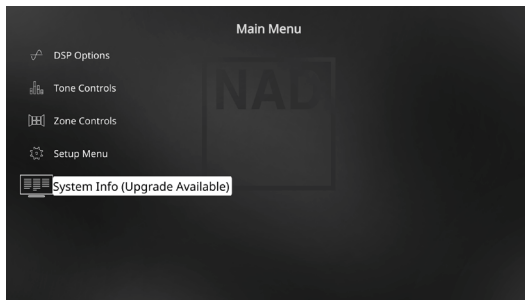 Main Menu
DSP Options
Tone Controls
Zone Controls
Setup Menu
System Info (Upgrade Available)
NAD